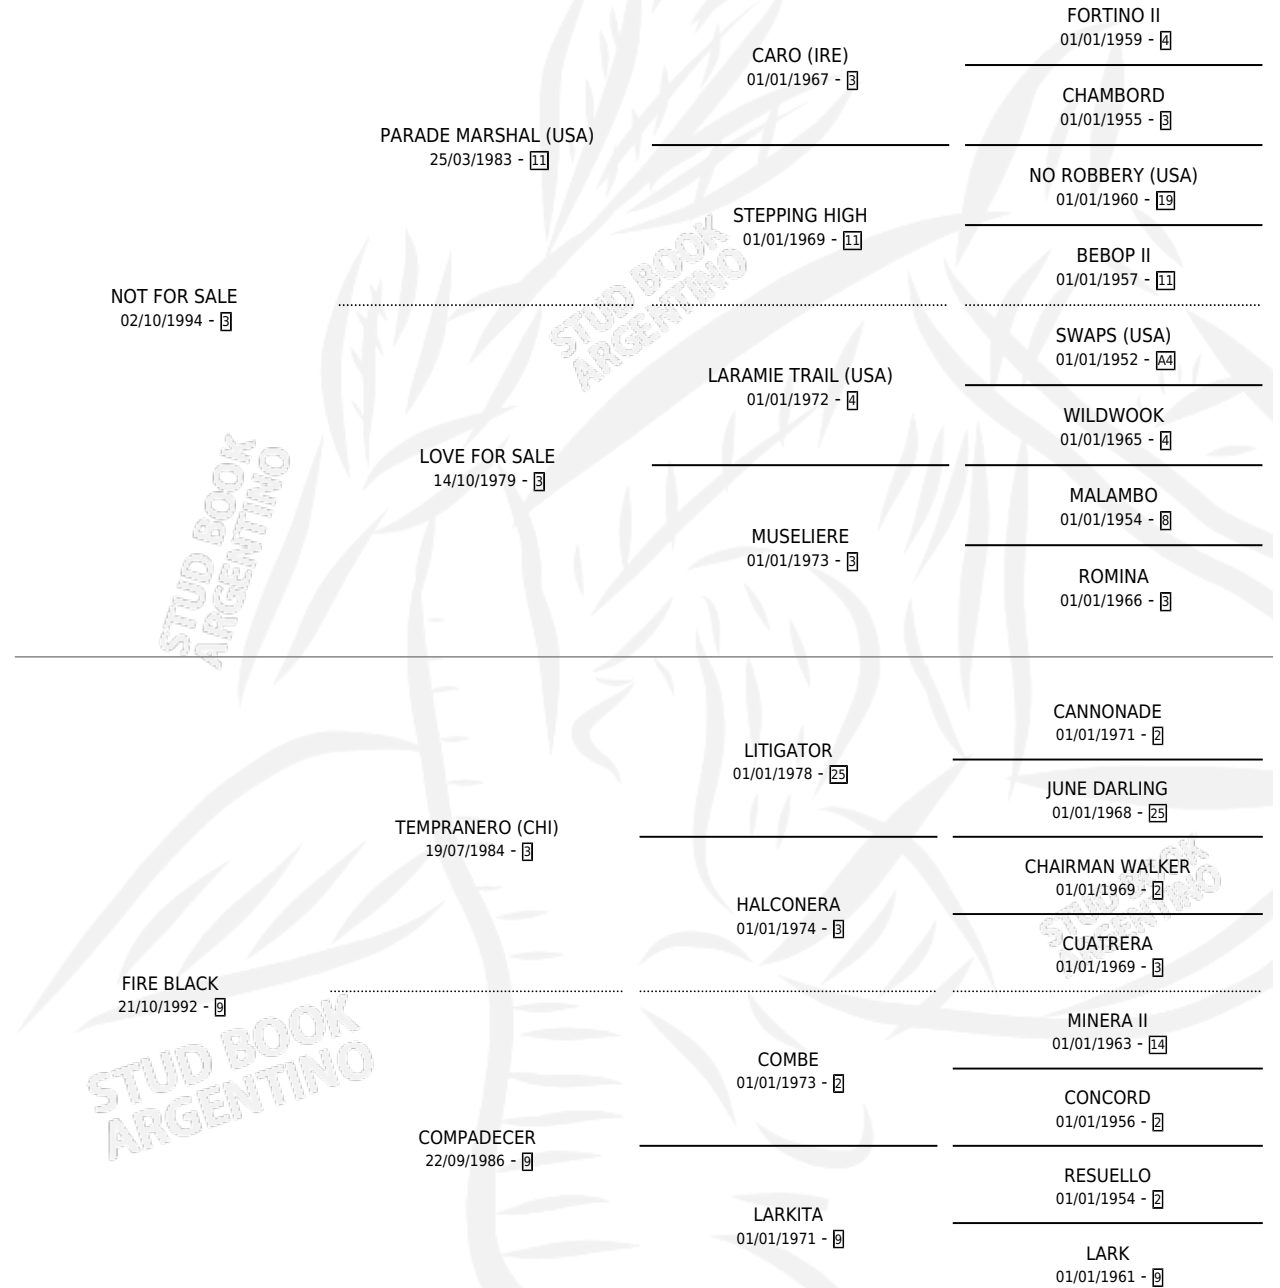 FORTINO II
01/01/1959 - 4
CARO (IRE)
01/01/1967 - 3
CHAMBORD
01/01/1955 - 3
PARADE MARSHAL (USA)
25/03/1983 - 11
NO ROBBERY (USA)
01/01/1960 - 19
STEPPING HIGH
01/01/1969 - 11
BEBOP II
01/01/1957 - 11
NOT FOR SALE
02/10/1994 - 3
STUD BOOK
ARGENTINO
SWAPS (USA)
01/01/1952 - A4
LARAMIE TRAIL (USA)
01/01/1972 - 4
WILDWOOK
01/01/1965 - 4
LOVE FOR SALE
14/10/1979 - 3
MALAMBO
01/01/1954 - 8
MUSELIERE
01/01/1973 - 3
ROMINA
01/01/1966 - 3
STUD BOOK
ARGENTINO
CANNONADE
01/01/1971 - 2
LITIGATOR
01/01/1978 - 25
JUNE DARLING
01/01/1968 - 25
TEMPRANERO (CHI)
19/07/1984 - 3
CHAIRMAN WALKER
01/01/1969 - 2
HALCONERA
01/01/1974 - 3
STUD BOOK
ARGENTINO
CUATRERA
01/01/1969 - 3
FIRE BLACK
21/10/1992 - 9
MINERA II
01/01/1963 - 14
COMBE
01/01/1973 - 2
STUD BOOK
ARGENTINO
CONCORD
01/01/1956 - 2
COMPADECER
22/09/1986 - 9
RESUELLO
01/01/1954 - 2
LARKITA
01/01/1971 - 9
LARK
01/01/1961 - 9